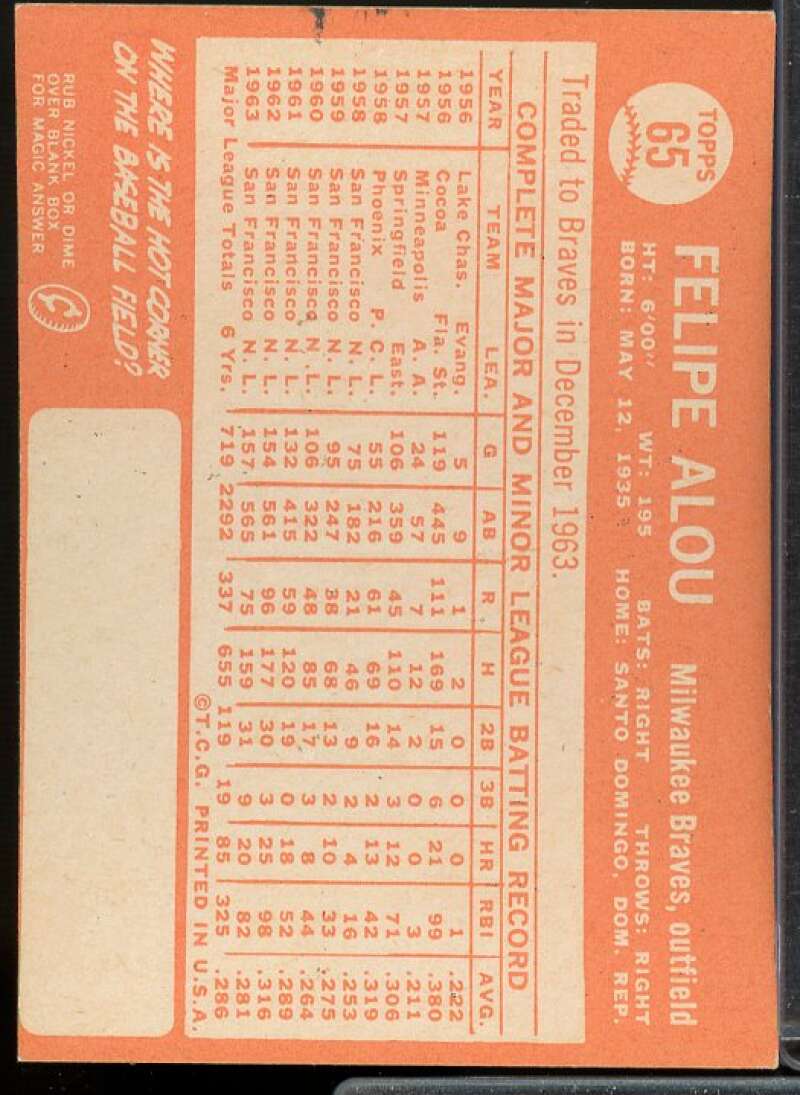 TOPPS
65
FELIPE ALOU Milwaukee Braves, outfield
HT: 6'00" WT: 195 BATS: RIGHT THROWS: RIGHT
BORN: MAY 12, 1935 HOME: SANTO DOMINGO, DOM. REP.
Traded to Braves in December 1963.
COMPLETE MAJOR AND MINOR LEAGUE BATTING RECORD
YEAR TEAM LEA. G AB R H 2B 3B HR RBI AVG.
1956 Lake Chas. Evang. 5 9 1 2 0 0 0 1 .222
1956 Cocoa Fla. St. 119 445 111 169 15 6 21 99 .380
1957 Minneapolis A. A. 24 57 7 12 2 0 0 3 .211
1957 Springfield East. 106 359 45 110 14 3 12 71 .306
1958 Phoenix P. C. L. 55 216 61 69 16 2 13 42 .319
1958 San Francisco N. L. 75 182 21 46 9 2 4 16 .253
1959 San Francisco N. L. 95 247 38 68 13 2 10 33 .275
1960 San Francisco N. L. 106 322 48 85 17 3 8 44 .264
1961 San Francisco N. L. 132 415 59 120 19 0 18 52 .289
1962 San Francisco N. L. 154 561 96 177 30 3 25 98 .316
1963 San Francisco N. L. 157 565 75 159 31 9 20 82 .281
Major League Totals 6 Yrs. 719 2292 337 655 119 19 85 325 .286
©T.C.G. PRINTED IN U.S.A.
WHERE IS THE HOT CORNER
ON THE BASEBALL FIELD?
RUB NICKEL OR DIME
OVER BLANK BOX
FOR MAGIC ANSWER